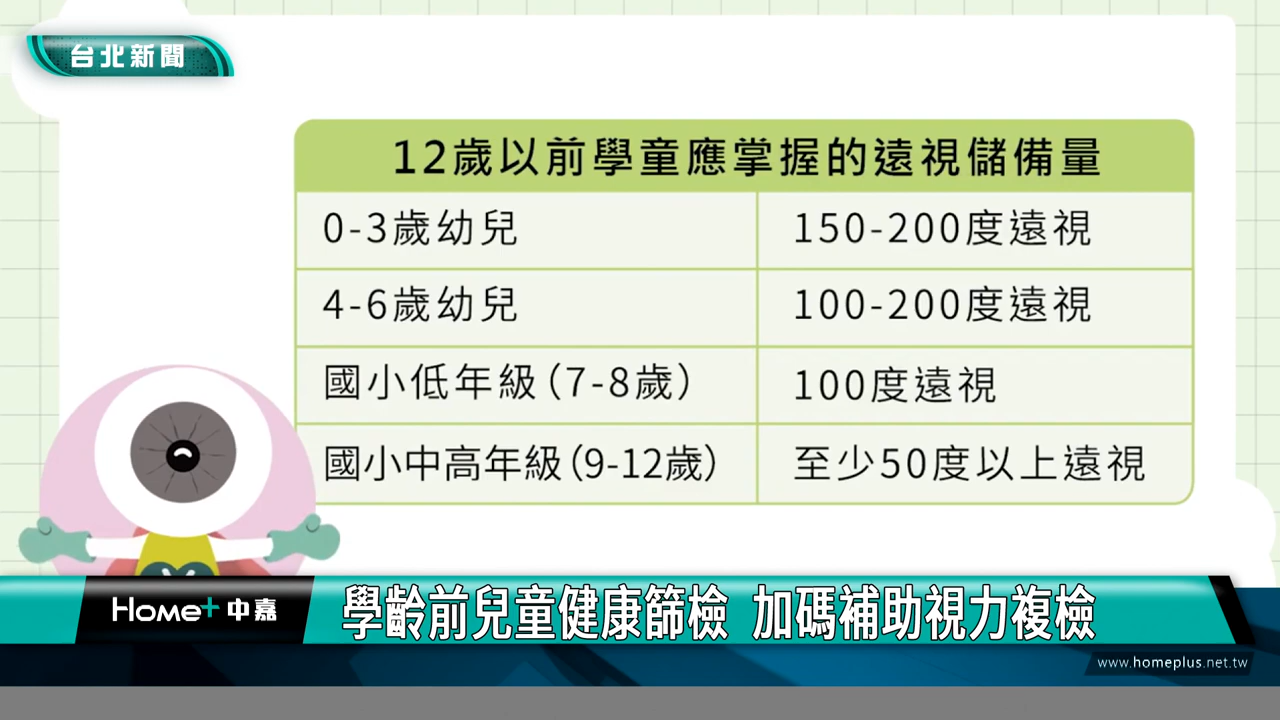 台北新聞
12歲以前學童應掌握的遠視儲備量
0-3歲幼兒 150-200度遠視
4-6歲幼兒 100-200度遠視
國小低年級(7-8歲) 100度遠視
國小中高年級(9-12歲) 至少50度以上遠視
Home+中嘉 學齡前兒童健康篩檢 加碼補助視力複檢
www.homeplus.net.tw